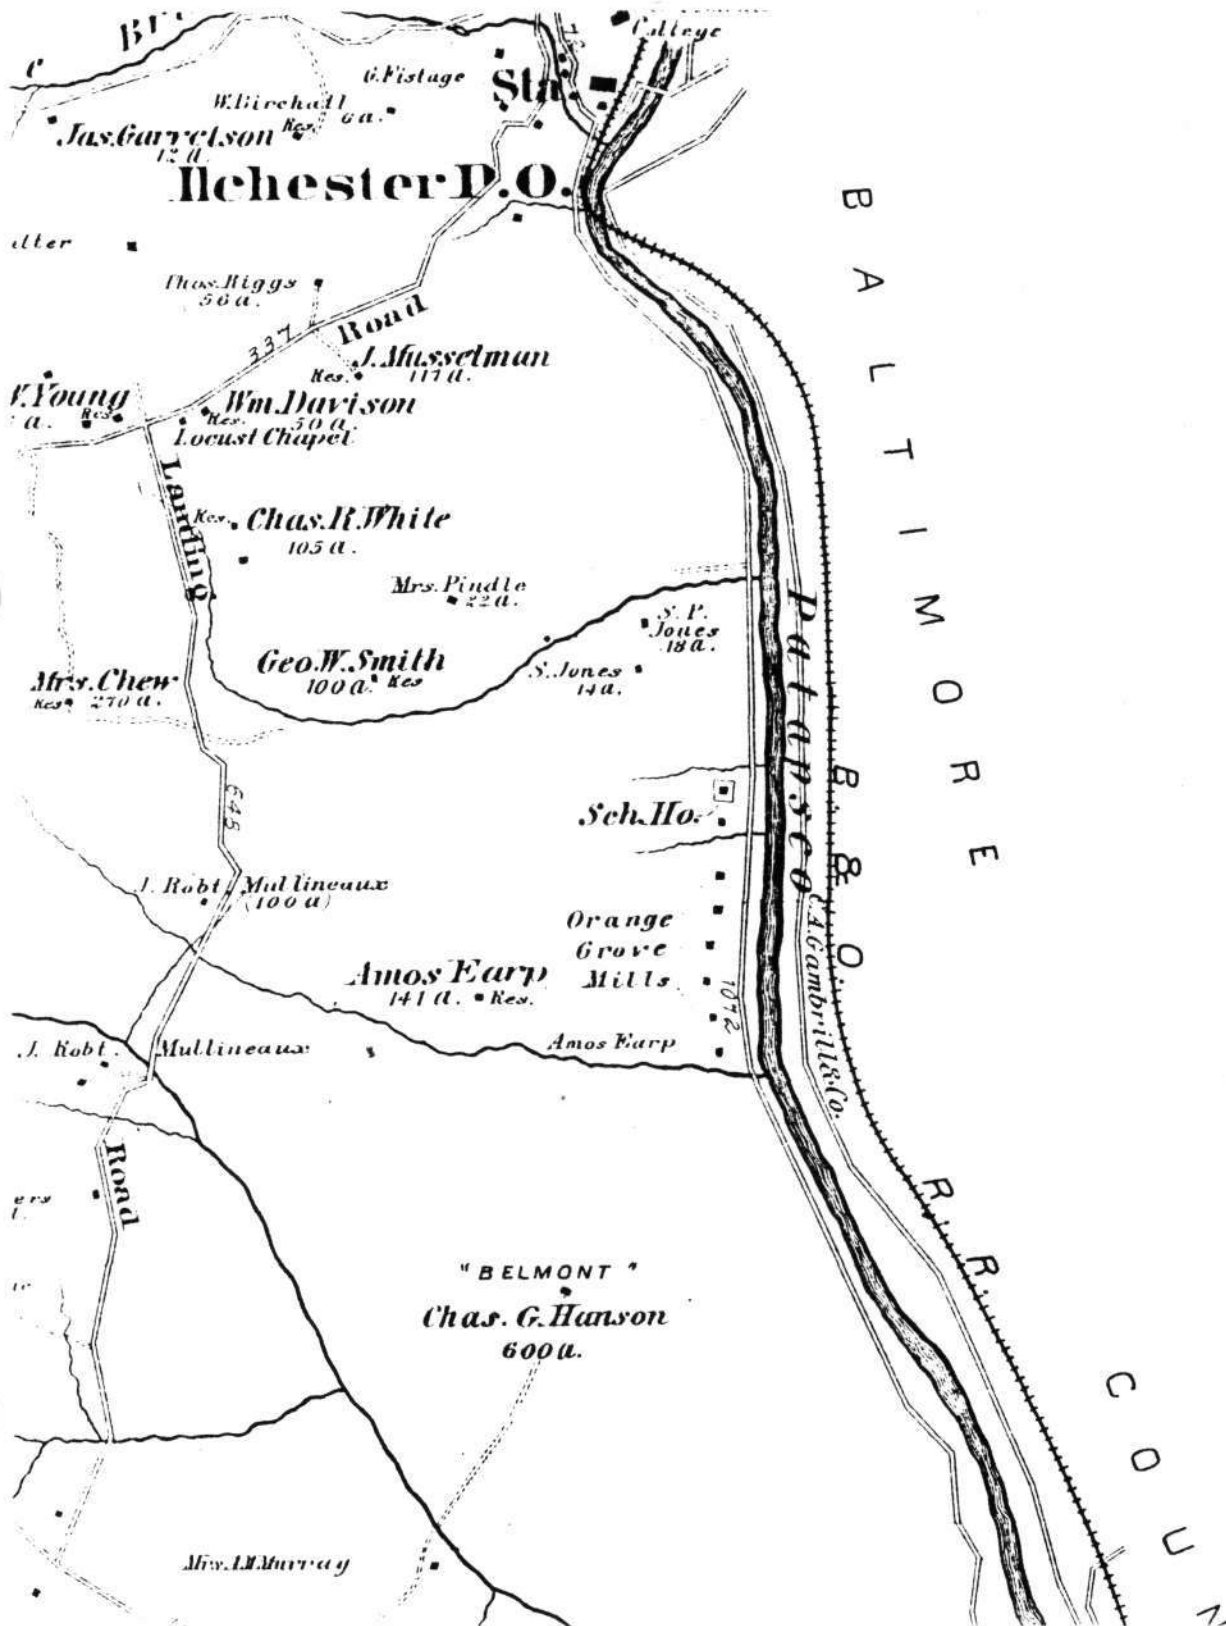 College
G. Fistage
Sta.
W. Birchall
6 a.
Res.
Jas. Garretson
12 a.
Ilchester P.O.
Thos. Riggs
56 a.
337
Road
J. Musselman
Res. 117 a.
Young
Res.
Wm. Davison
Res. 50 a.
Locust Chapel
Landing
Res. Chas. R. White
105 a.
Mrs. Pindle
22 a.
S. P.
Jones
18 a.
Geo. W. Smith
100 a. Res
S. Jones
14 a.
Mrs. Chew
Res 270 a.
Patapsco
BALTIMORE
B. & O.
Sch. Ho.
648
J. Robt. Mullineaux
(100 a)
Orange
Grove
Mills
C.A. Gambrill & Co.
Amos Earp
141 a. Res.
1072
Amos Earp
J. Robt. Mullineaux
Road
ers
R. R.
"BELMONT"
Chas. G. Hanson
600 a.
COUN
Murray